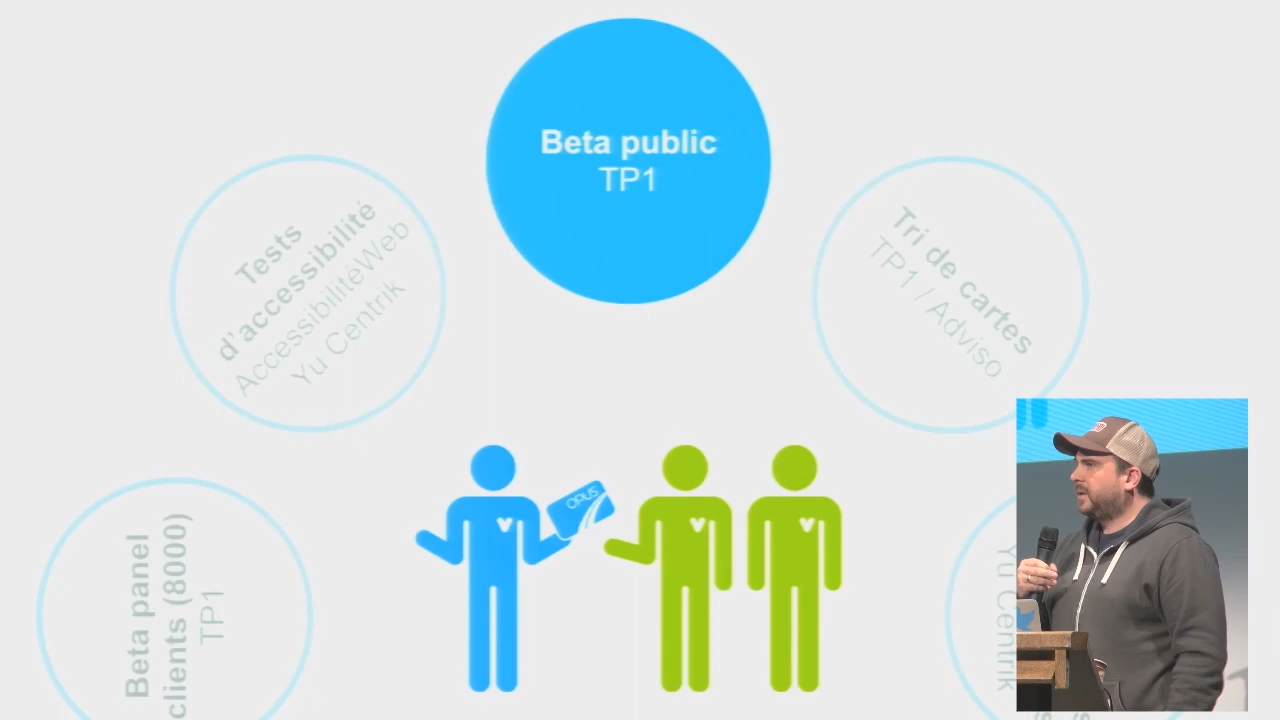 Beta public
TP1
Tests
d'accessibilité
AccessibilitéWeb
Yu Centrik
Tri de cartes
TP1 / Adviso
Beta panel
clients (8000)
TP1
OPUS
Yu Centrik